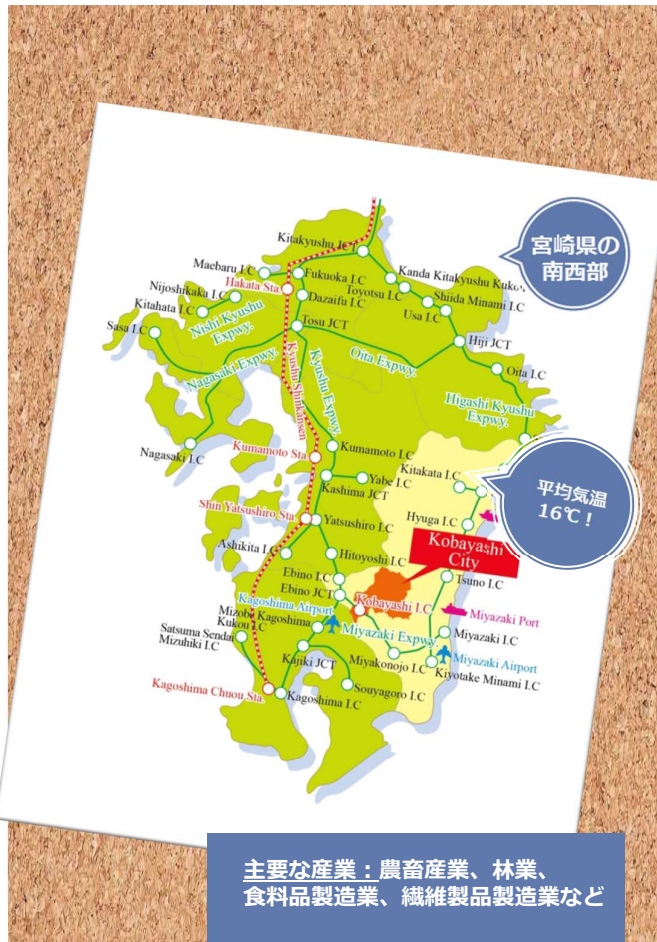 宮崎県の
南西部
Kitakyushu JCT
Maebaru I.C
Fukuoka I.C
Kanda Kitakyushu
Hakata Sta.
Toyotsu I.C
Shiida Minami I.C
Nijoshikaka I.C
Dazaifu I.C
Usa I.C
Kitahata I.C
Nishi Kyushu
Expwy.
Tosu JCT
Sasa I.C
Hiji JCT
Oita Expwy.
Nagasaki Expwy.
Kyushu Shinkansen
Kyushu Expwy.
Oita I.C
Higashi Kyushu
Expwy.
Nagasaki I.C
Kumamoto Sta.
Kumamoto I.C
Kitakata I.C
平均気温
16℃！
Yabe I.C
Kashima JCT
Shin Yatsushiro Sta.
Yatsushiro I.C
Hyuga I.C
Kobayashi
City
Ashikita I.C
Hitoyoshi I.C
Tsuno I.C
Ebino I.C
Ebino JCT
Kobayashi I.C
Kagoshima Airport
Miyazaki Port
Mizobe Kagoshima
Kukou I.C
Miyazaki Expwy.
Miyazaki I.C
Satsuma Sendai
Mizuhiki I.C
Kajiki JCT
Miyakonojo I.C
Miyazaki Airport
Kiyotake Minami I.C
Kagoshima Chuou Sta.
Kagoshima I.C
Souyagoro I.C
主要な産業：農畜産業、林業、
食料品製造業、繊維製品製造業など